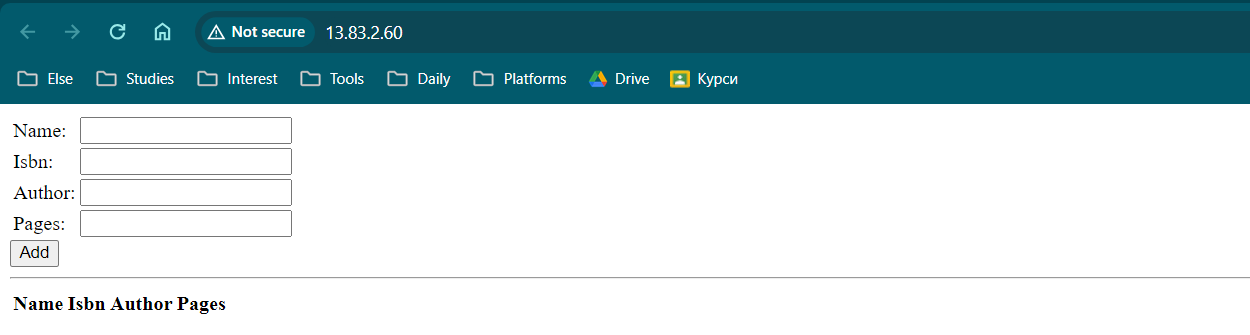 Not secure 13.83.2.60
Else Studies Interest Tools Daily Platforms Drive Курси
Name:
Isbn:
Author:
Pages:
Add
Name Isbn Author Pages